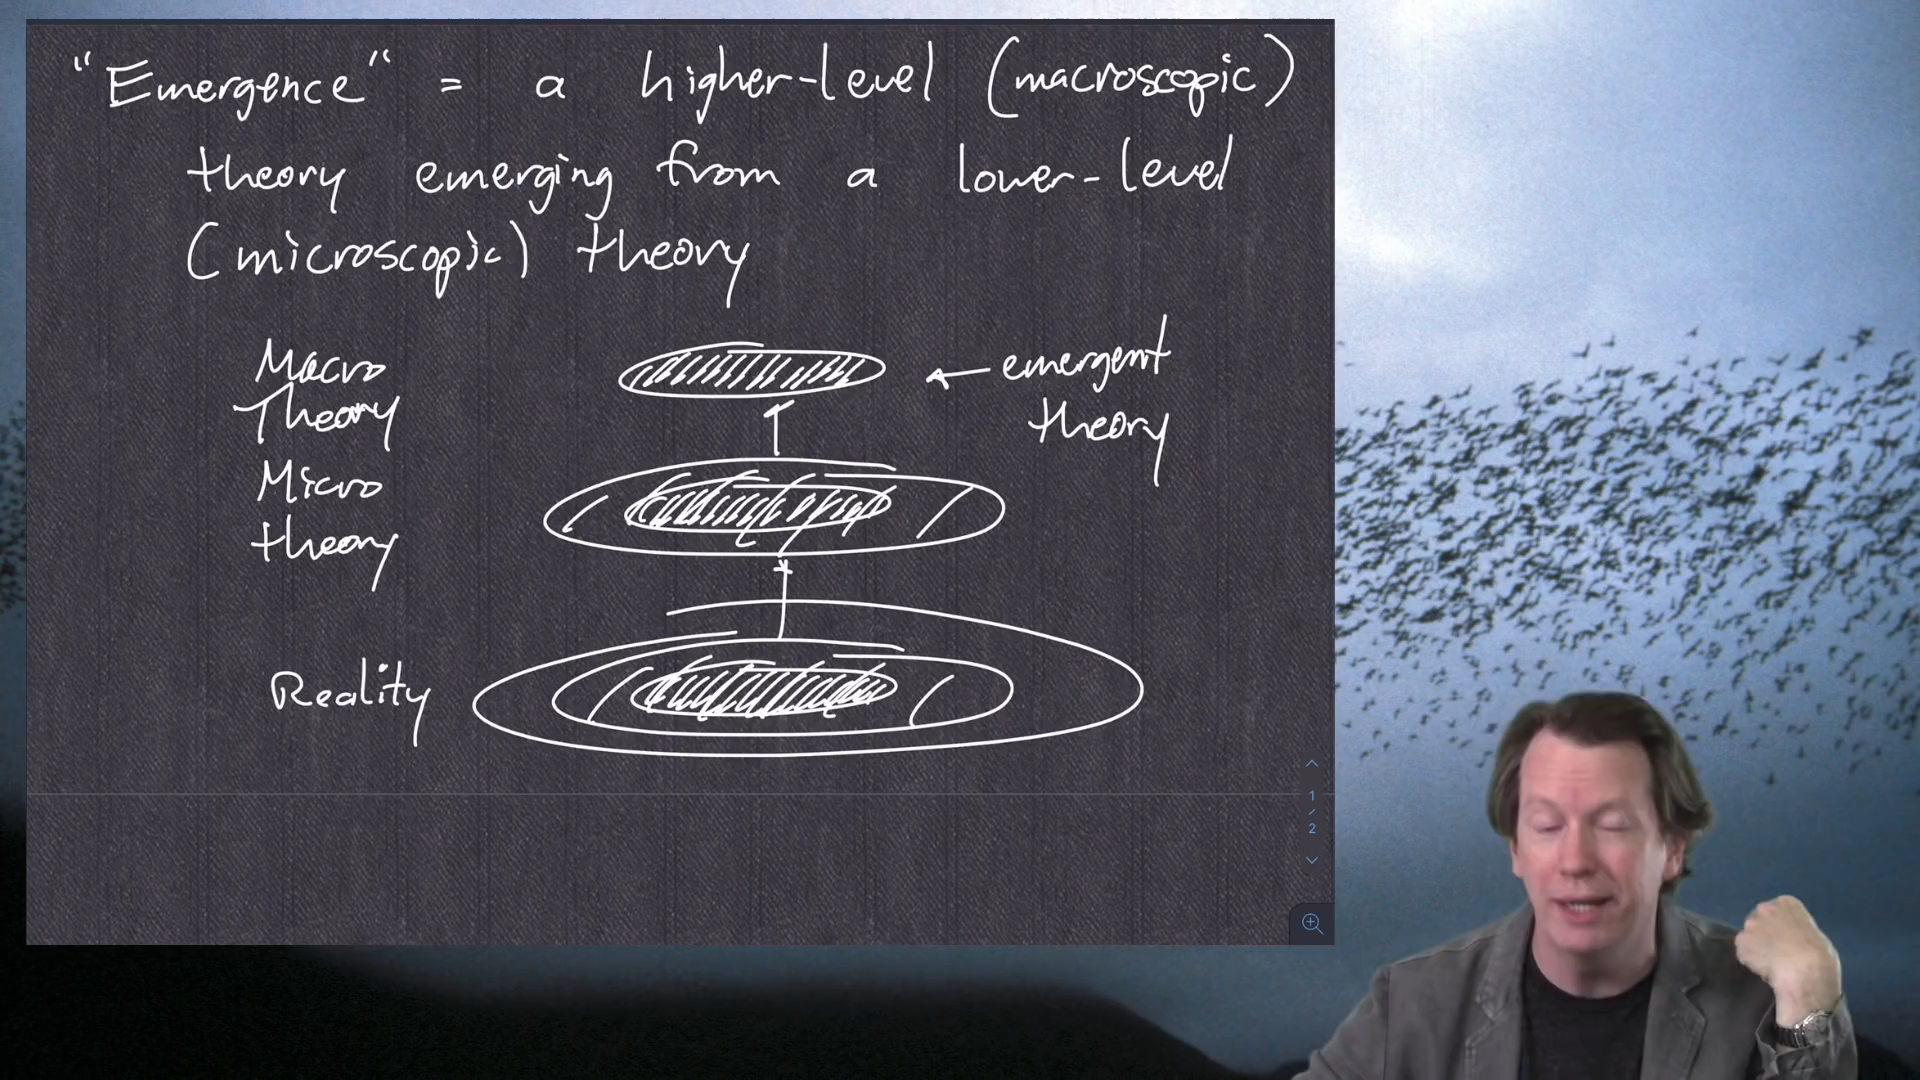 "Emergence" = a higher-level (macroscopic)
theory emerging from a lower-level
(microscopic) theory
Macro
Theory
← emergent
theory
Micro
theory
Reality
1
/
2